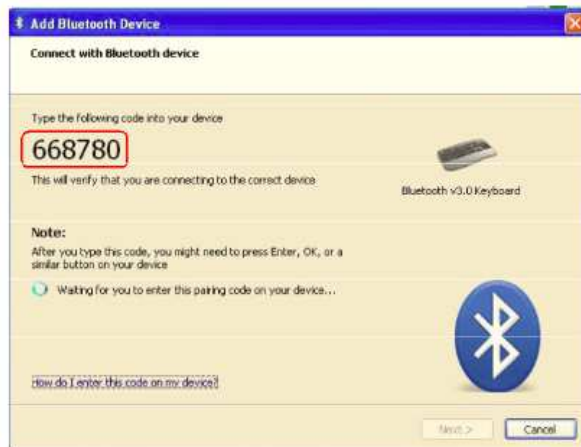 Add Bluetooth Device
Connect with Bluetooth device
Type the following code into your device
668780
This will verify that you are connecting to the correct device
Bluetooth v3.0 Keyboard
Note:
After you type this code, you might need to press Enter, OK, or a
similar button on your device
Waiting for you to enter this pairing code on your device...
How do I enter this code on my device?
Next >
Cancel